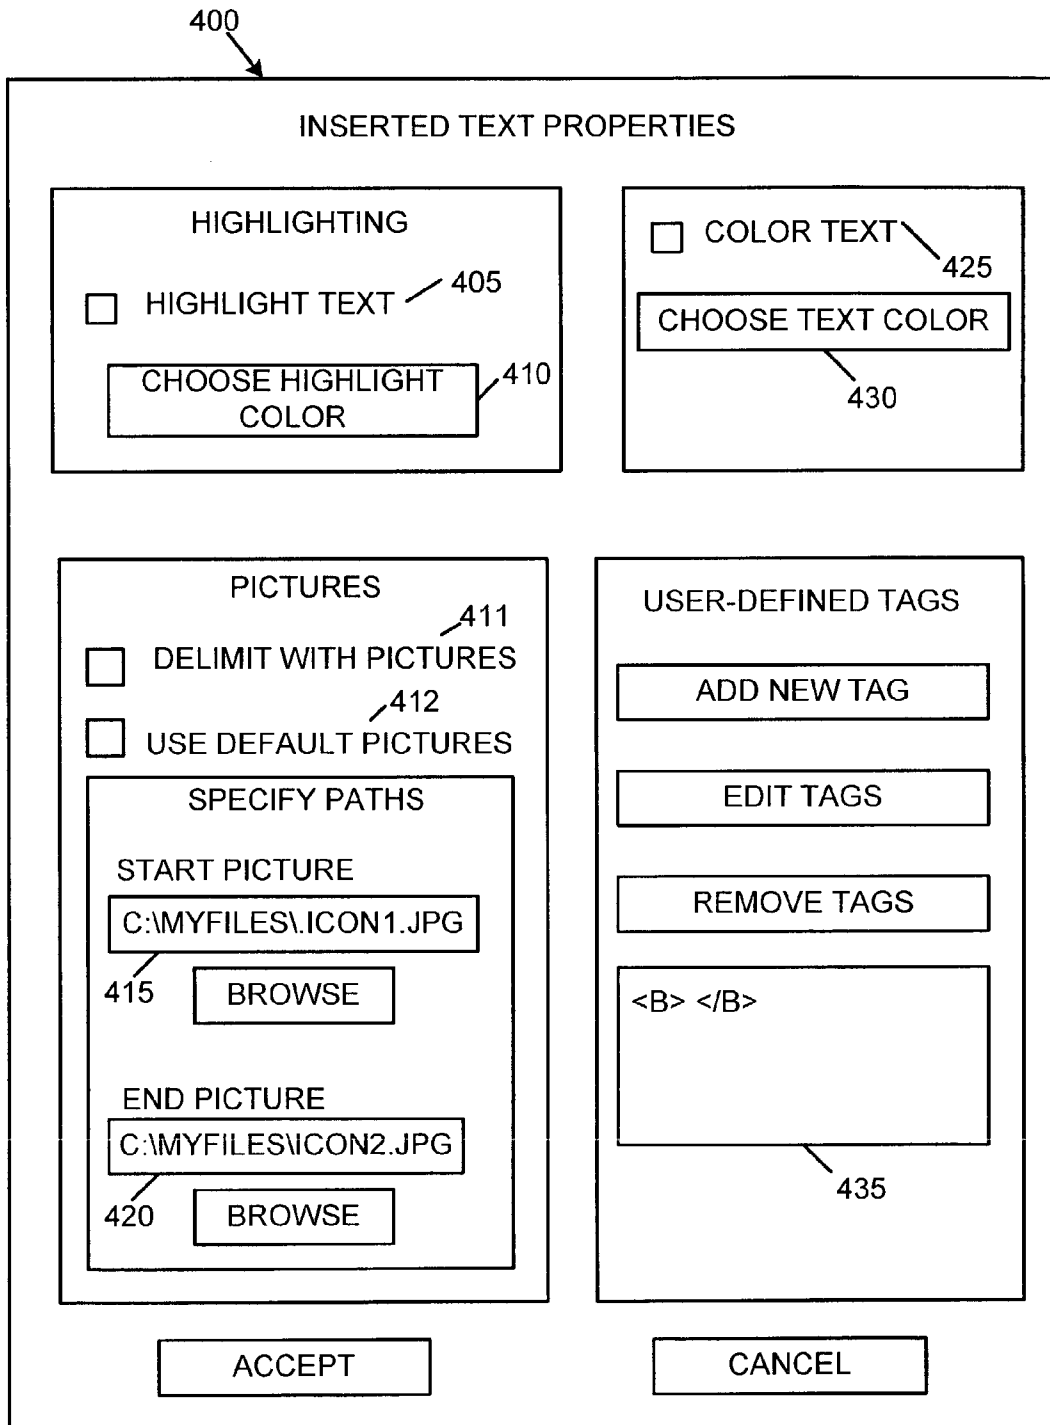 400
INSERTED TEXT PROPERTIES
HIGHLIGHTING
HIGHLIGHT TEXT
405
CHOOSE HIGHLIGHT
COLOR
410
COLOR TEXT
425
CHOOSE TEXT COLOR
430
PICTURES
411
DELIMIT WITH PICTURES
412
USE DEFAULT PICTURES
SPECIFY PATHS
START PICTURE
C:\MYFILES\.ICON1.JPG
415
BROWSE
END PICTURE
C:\MYFILES\ICON2.JPG
420
BROWSE
USER-DEFINED TAGS
ADD NEW TAG
EDIT TAGS
REMOVE TAGS
<B> </B>
435
ACCEPT
CANCEL